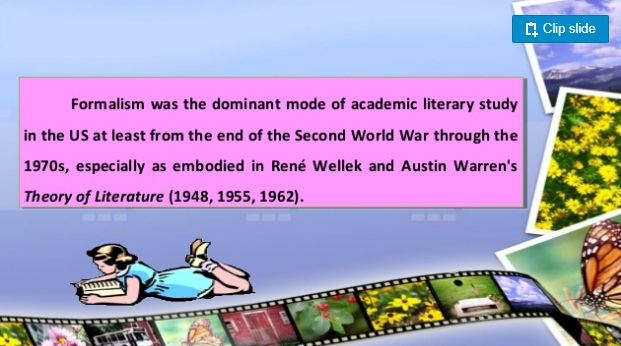 Clip slide
Formalism was the dominant mode of academic literary study
in the US at least from the end of the Second World War through the
1970s, especially as embodied in René Wellek and Austin Warren's
Theory of Literature (1948, 1955, 1962).